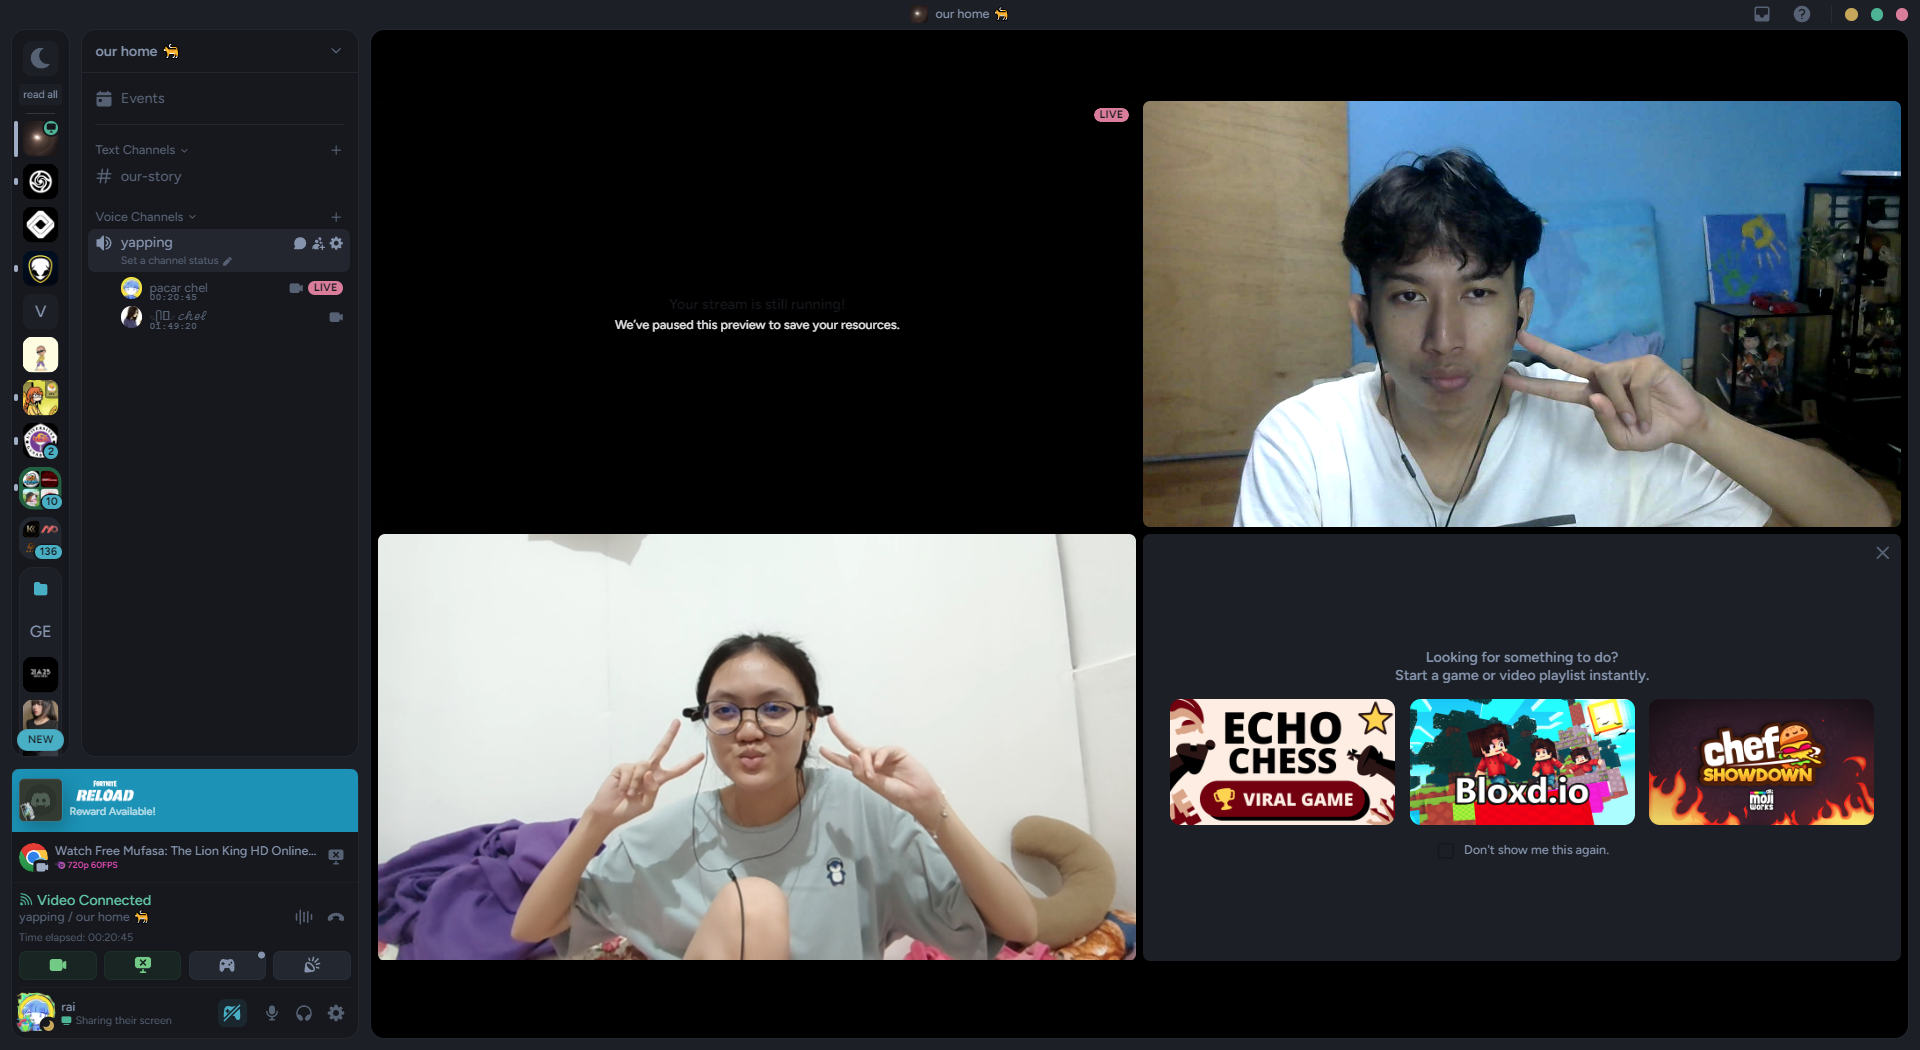 our home
our home
read all
Events
Text Channels
our-story
Voice Channels
yapping
Set a channel status
pacar chel
00:20:45
LIVE
chel
01:49:20
V
2
10
136
GE
NEW
FORTNITE
RELOAD
Reward Available!
Watch Free Mufasa: The Lion King HD Online...
720p 60FPS
Video Connected
yapping / our home
Time elapsed: 00:20:45
rai
Sharing their screen
LIVE
Your stream is still running!
We've paused this preview to save your resources.
Looking for something to do?
Start a game or video playlist instantly.
ECHO
CHESS
VIRAL GAME
Bloxd.io
chef
SHOWDOWN
moji
works
Don't show me this again.